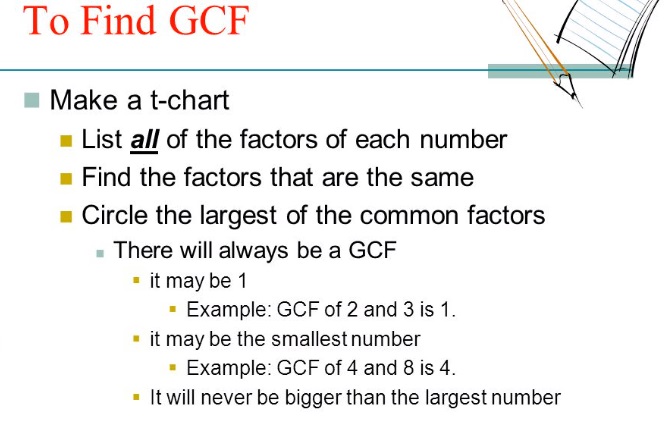 To Find GCF
Make a t-chart
List all of the factors of each number
Find the factors that are the same
Circle the largest of the common factors
There will always be a GCF
it may be 1
Example: GCF of 2 and 3 is 1.
it may be the smallest number
Example: GCF of 4 and 8 is 4.
It will never be bigger than the largest number